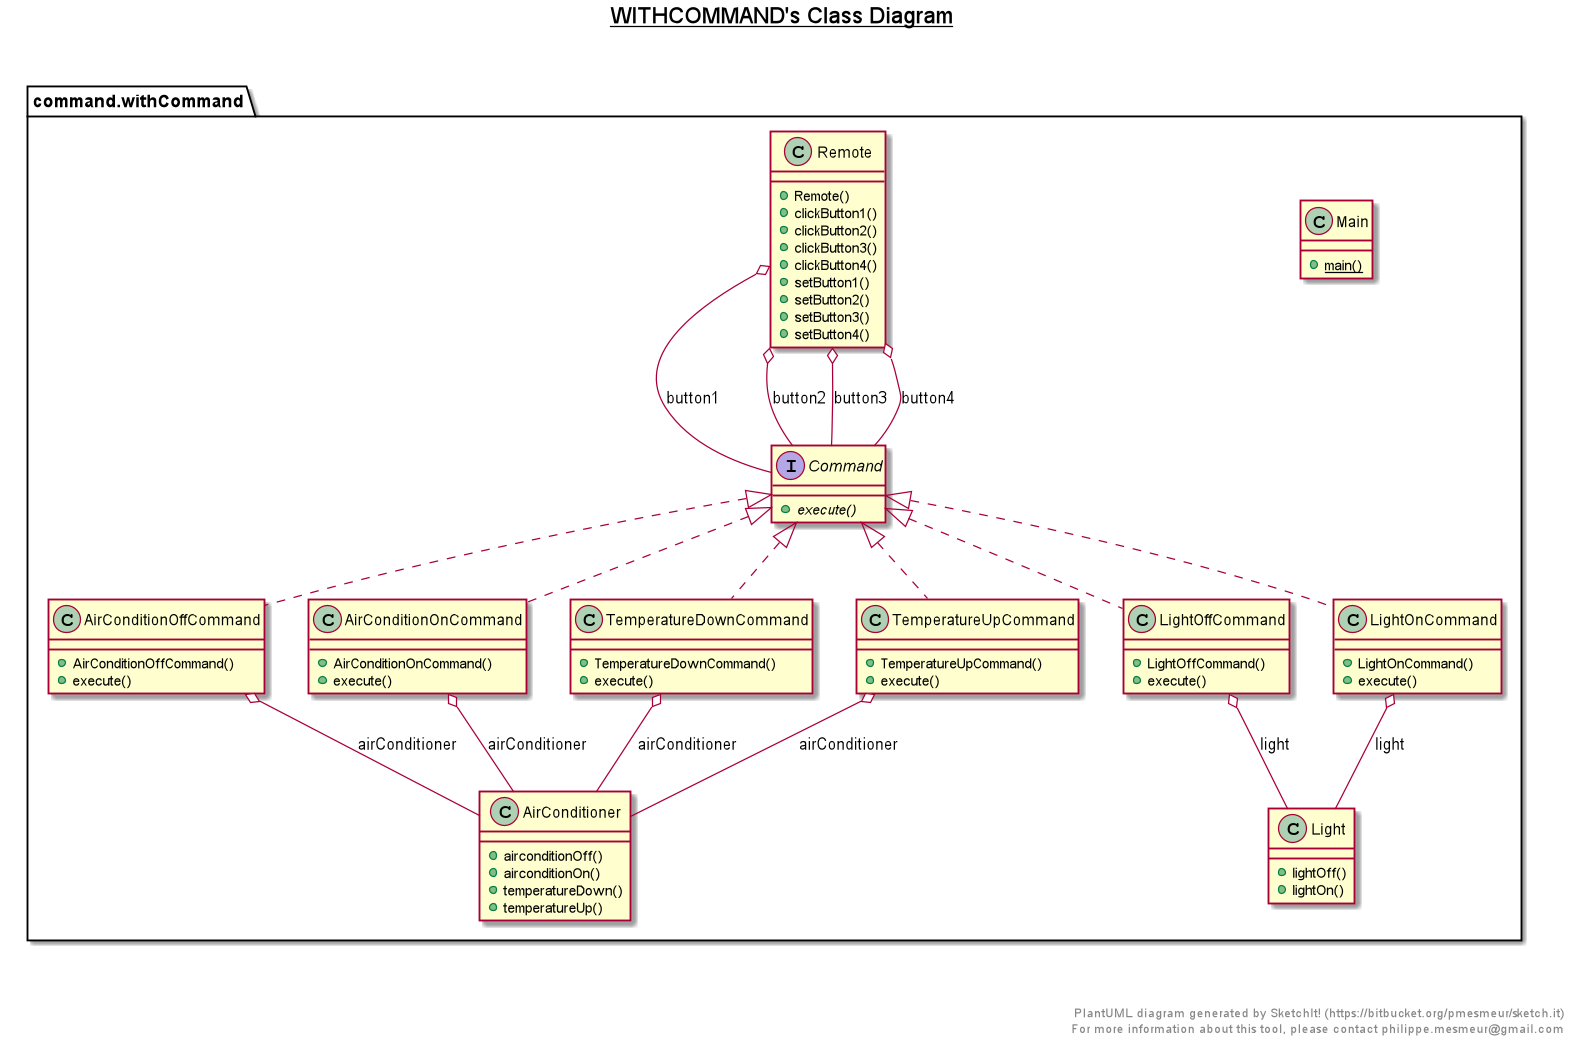 WITHCOMMAND's Class Diagram
command.withCommand
C Remote
Remote()
clickButton1()
clickButton2()
clickButton3()
clickButton4()
setButton1()
setButton2()
setButton3()
setButton4()
C Main
main()
button1
button2
button3
button4
I Command
execute()
C AirConditionOffCommand
AirConditionOffCommand()
execute()
C AirConditionOnCommand
AirConditionOnCommand()
execute()
C TemperatureDownCommand
TemperatureDownCommand()
execute()
C TemperatureUpCommand
TemperatureUpCommand()
execute()
C LightOffCommand
LightOffCommand()
execute()
C LightOnCommand
LightOnCommand()
execute()
airConditioner
airConditioner
airConditioner
airConditioner
light
light
C AirConditioner
airconditionOff()
airconditionOn()
temperatureDown()
temperatureUp()
C Light
lightOff()
lightOn()
PlantUML diagram generated by SketchIt! (https://bitbucket.org/pmesmeur/sketch.it)
For more information about this tool, please contact philippe.mesmeur@gmail.com